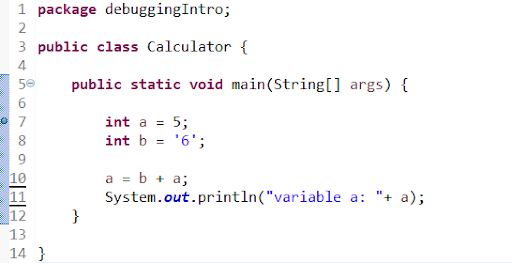 1 package debuggingIntro;
2
3 public class Calculator {
4
5 public static void main(String[] args) {
6
7 int a = 5;
8 int b = '6';
9
10 a = b + a;
11 System.out.println("variable a: "+ a);
12 }
13
14 }